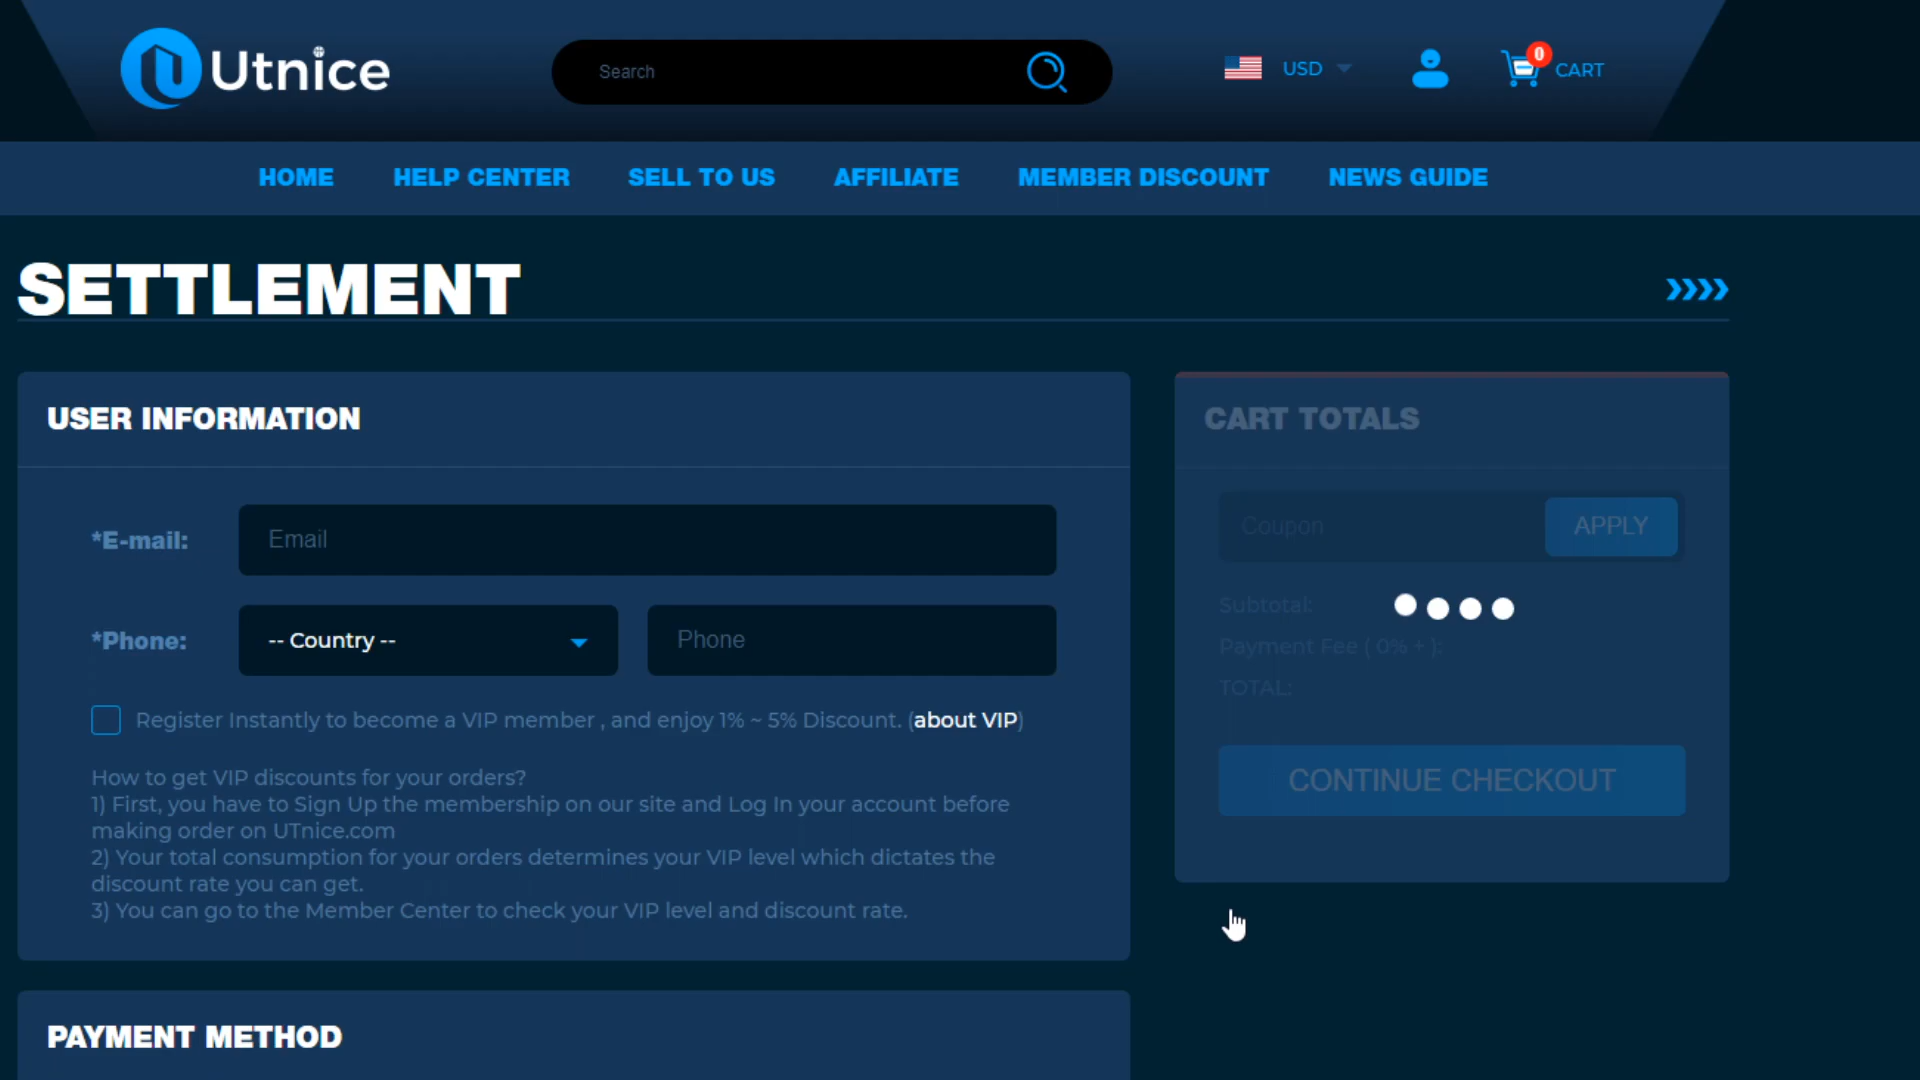 Utnice
Search
USD
0
CART
HOME
HELP CENTER
SELL TO US
AFFILIATE
MEMBER DISCOUNT
NEWS GUIDE
SETTLEMENT
USER INFORMATION
*E-mail:
Email
*Phone:
-- Country --
Phone
Register Instantly to become a VIP member , and enjoy 1% ~ 5% Discount. (about VIP)
How to get VIP discounts for your orders?
1) First, you have to Sign Up the membership on our site and Log In your account before
making order on UTnice.com
2) Your total consumption for your orders determines your VIP level which dictates the
discount rate you can get.
3) You can go to the Member Center to check your VIP level and discount rate.
PAYMENT METHOD
CART TOTALS
Coupon
APPLY
Subtotal:
Payment Fee ( 0% + ):
TOTAL:
CONTINUE CHECKOUT